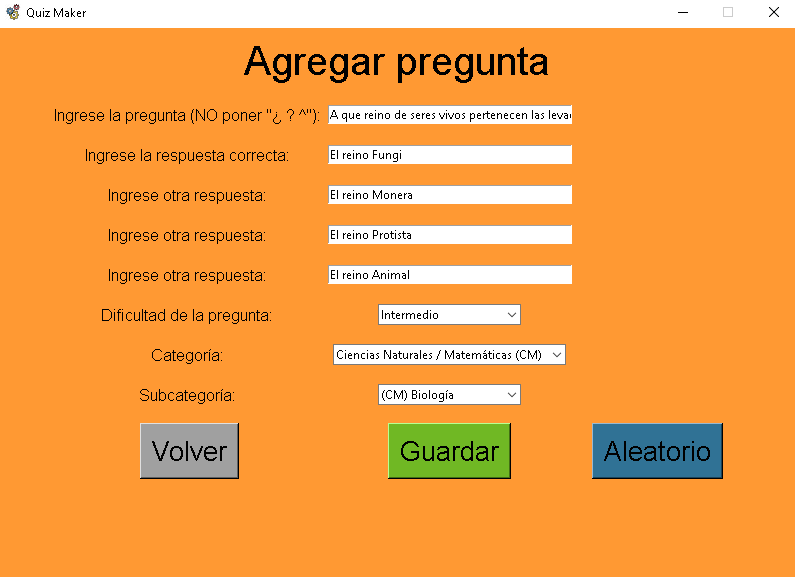 Quiz Maker
Agregar pregunta
Ingrese la pregunta (NO poner "¿ ? ^"): A que reino de seres vivos pertenecen las
Ingrese la respuesta correcta: El reino Fungi
Ingrese otra respuesta: El reino Monera
Ingrese otra respuesta: El reino Protista
Ingrese otra respuesta: El reino Animal
Dificultad de la pregunta: Intermedio
Categoría: Ciencias Naturales / Matemáticas (CM)
Subcategoría: (CM) Biología
Volver Guardar Aleatorio